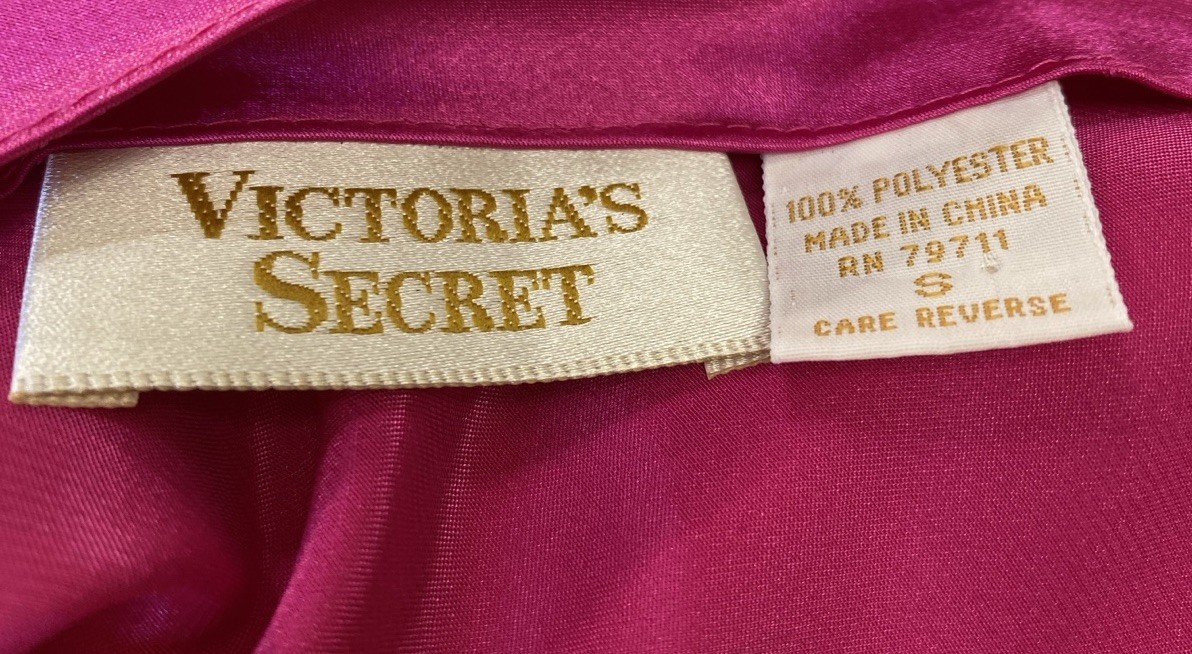 VICTORIA'S
SECRET
100% POLYESTER
MADE IN CHINA
RN 79711
S
CARE REVERSE